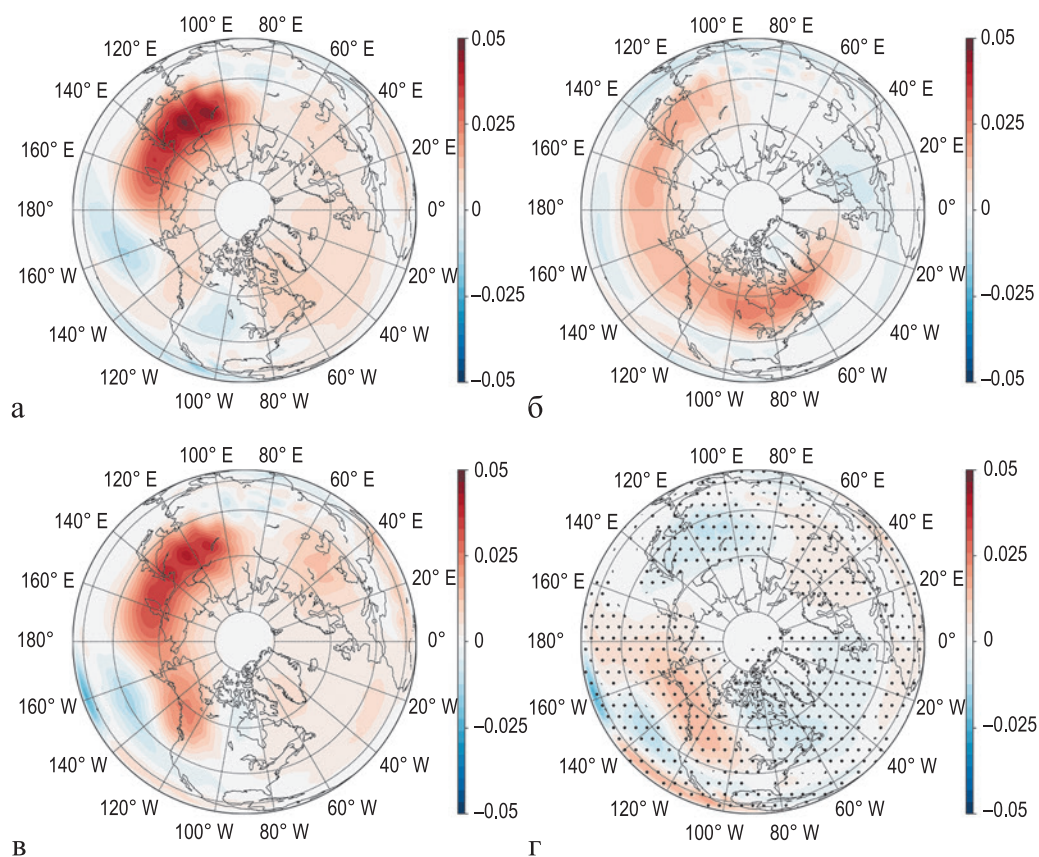 100° E 80° E
120° E 60° E
140° E 40° E
160° E 20° E
180° 0°
160° W 20° W
140° W 40° W
120° W 60° W
100° W 80° W
0.05
0.025
0
–0.025
–0.05
а
100° E 80° E
120° E 60° E
140° E 40° E
160° E 20° E
180° 0°
160° W 20° W
140° W 40° W
120° W 60° W
100° W 80° W
0.05
0.025
0
–0.025
–0.05
б
100° E 80° E
120° E 60° E
140° E 40° E
160° E 20° E
180° 0°
160° W 20° W
140° W 40° W
120° W 60° W
100° W 80° W
0.05
0.025
0
–0.025
–0.05
в
100° E 80° E
120° E 60° E
140° E 40° E
160° E 20° E
180° 0°
160° W 20° W
140° W 40° W
120° W 60° W
100° W 80° W
0.05
0.025
0
–0.025
–0.05
г